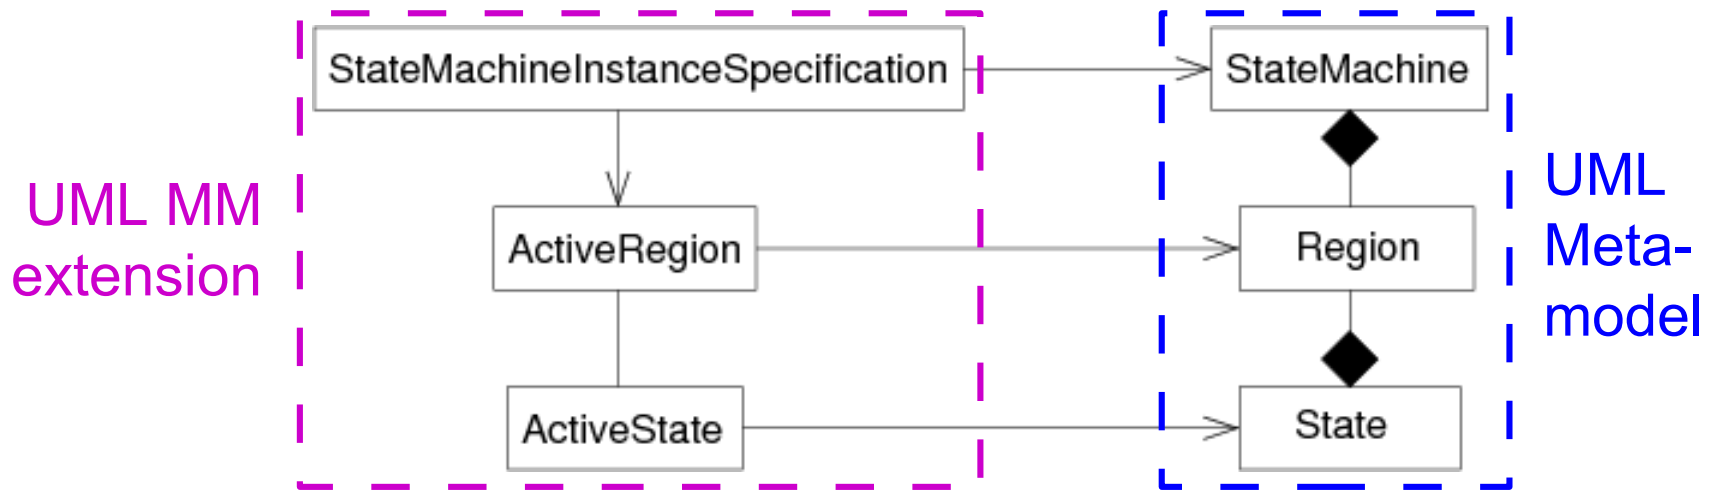 StateMachineInstanceSpecification
StateMachine
UML MM
extension
ActiveRegion
Region
UML
Meta-
model
ActiveState
State